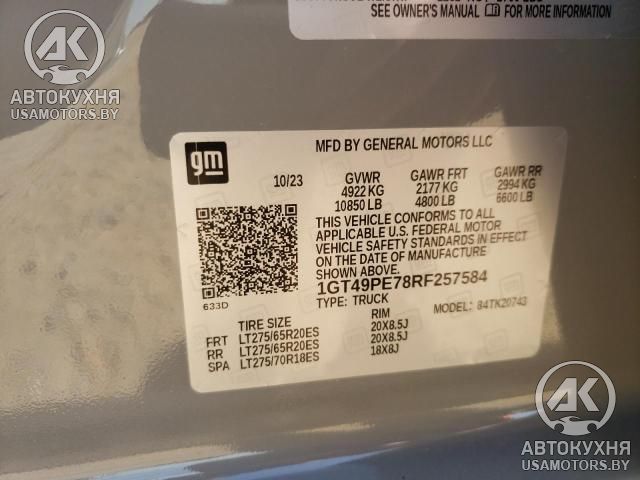 SEE OWNER'S MANUAL FOR MORE INFORMATION
AK
АВТОКУХНЯ
USAMOTORS.BY
gm
MFD BY GENERAL MOTORS LLC
10/23 GVWR GAWR FRT GAWR RR
4922 KG 2177 KG 2994 KG
10850 LB 4800 LB 6600 LB
THIS VEHICLE CONFORMS TO ALL
APPLICABLE U.S. FEDERAL MOTOR
VEHICLE SAFETY STANDARDS IN EFFECT
ON THE DATE OF MANUFACTURE
SHOWN ABOVE.
633D
1GT49PE78RF257584
TYPE: TRUCK MODEL: 84TK20743
TIRE SIZE RIM
FRT LT275/65R20ES 20X8.5J
RR LT275/65R20ES 20X8.5J
SPA LT275/70R18ES 18X8J
AK
АВТОКУХНЯ
USAMOTORS.BY